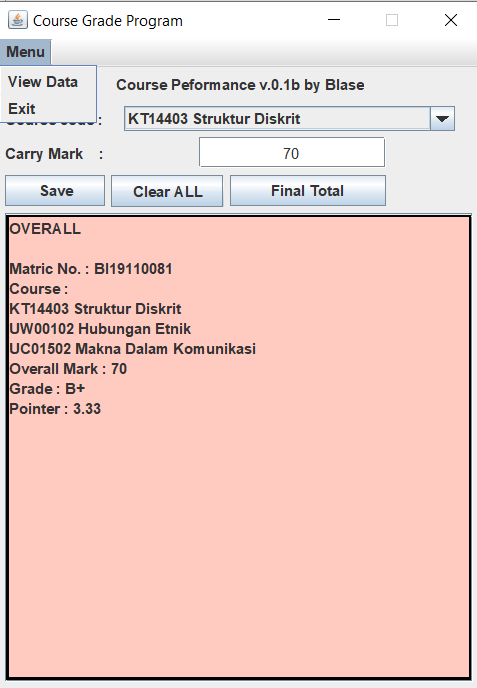 Course Grade Program
Menu
View Data
Exit
Course Peformance v.0.1b by Blase
KT14403 Struktur Diskrit
Carry Mark :
70
Save
Clear ALL
Final Total
OVERALL
Matric No. : BI19110081
Course :
KT14403 Struktur Diskrit
UW00102 Hubungan Etnik
UC01502 Makna Dalam Komunikasi
Overall Mark : 70
Grade : B+
Pointer : 3.33